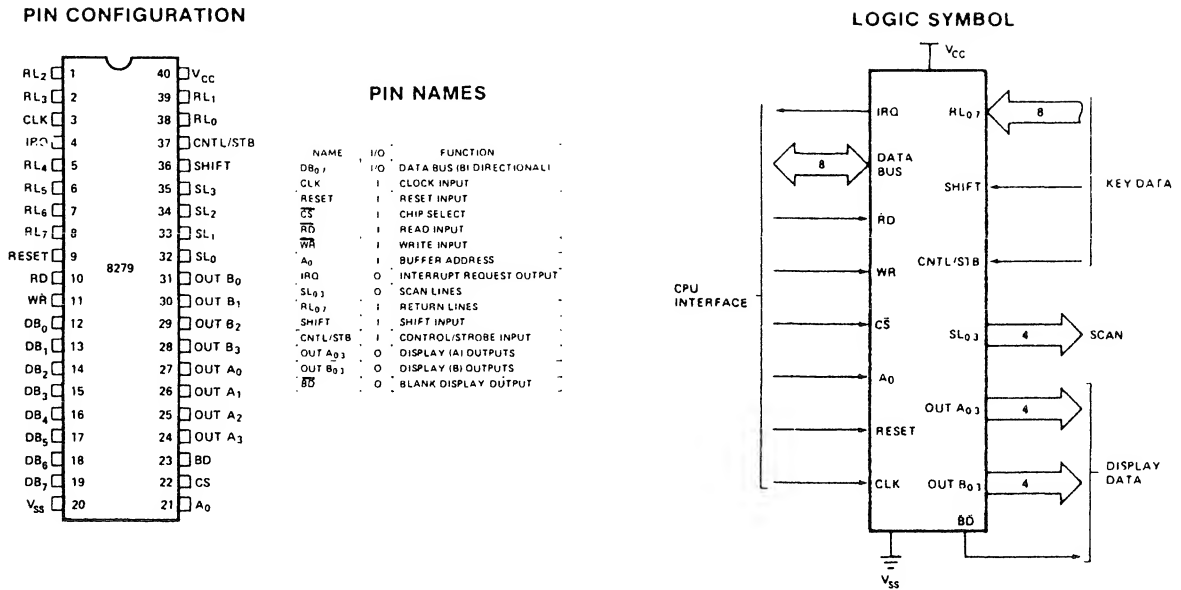 PIN CONFIGURATION
RL2 1
RL3 2
CLK 3
IRQ 4
RL4 5
RL5 6
RL6 7
RL7 8
RESET 9
RD 10
WR 11
DB0 12
DB1 13
DB2 14
DB3 15
DB4 16
DB5 17
DB6 18
DB7 19
VSS 20
8279
40 VCC
39 RL1
38 RL0
37 CNTL/STB
36 SHIFT
35 SL3
34 SL2
33 SL1
32 SL0
31 OUT B0
30 OUT B1
29 OUT B2
28 OUT B3
27 OUT A0
26 OUT A1
25 OUT A2
24 OUT A3
23 BD
22 CS
21 A0
PIN NAMES
NAME I/O FUNCTION
DB0 7 I/O DATA BUS (BI DIRECTIONAL)
CLK I CLOCK INPUT
RESET I RESET INPUT
C̅S̅ I CHIP SELECT
R̅D̅ I READ INPUT
W̅R̅ I WRITE INPUT
A0 I BUFFER ADDRESS
IRQ O INTERRUPT REQUEST OUTPUT
SL0 3 O SCAN LINES
RL0 7 I RETURN LINES
SHIFT I SHIFT INPUT
CNTL/STB I CONTROL/STROBE INPUT
OUT A0 3 O DISPLAY (A) OUTPUTS
OUT B0 3 O DISPLAY (B) OUTPUTS
B̅D̅ O BLANK DISPLAY OUTPUT
LOGIC SYMBOL
VCC
CPU
INTERFACE
IRQ
8
DATA
BUS
RD
WR
CS
A0
RESET
CLK
RL0 7
8
SHIFT
CNTL/STB
KEY DATA
SL0 3
4
SCAN
OUT A0 3
4
OUT B0 3
4
DISPLAY
DATA
BD
VSS